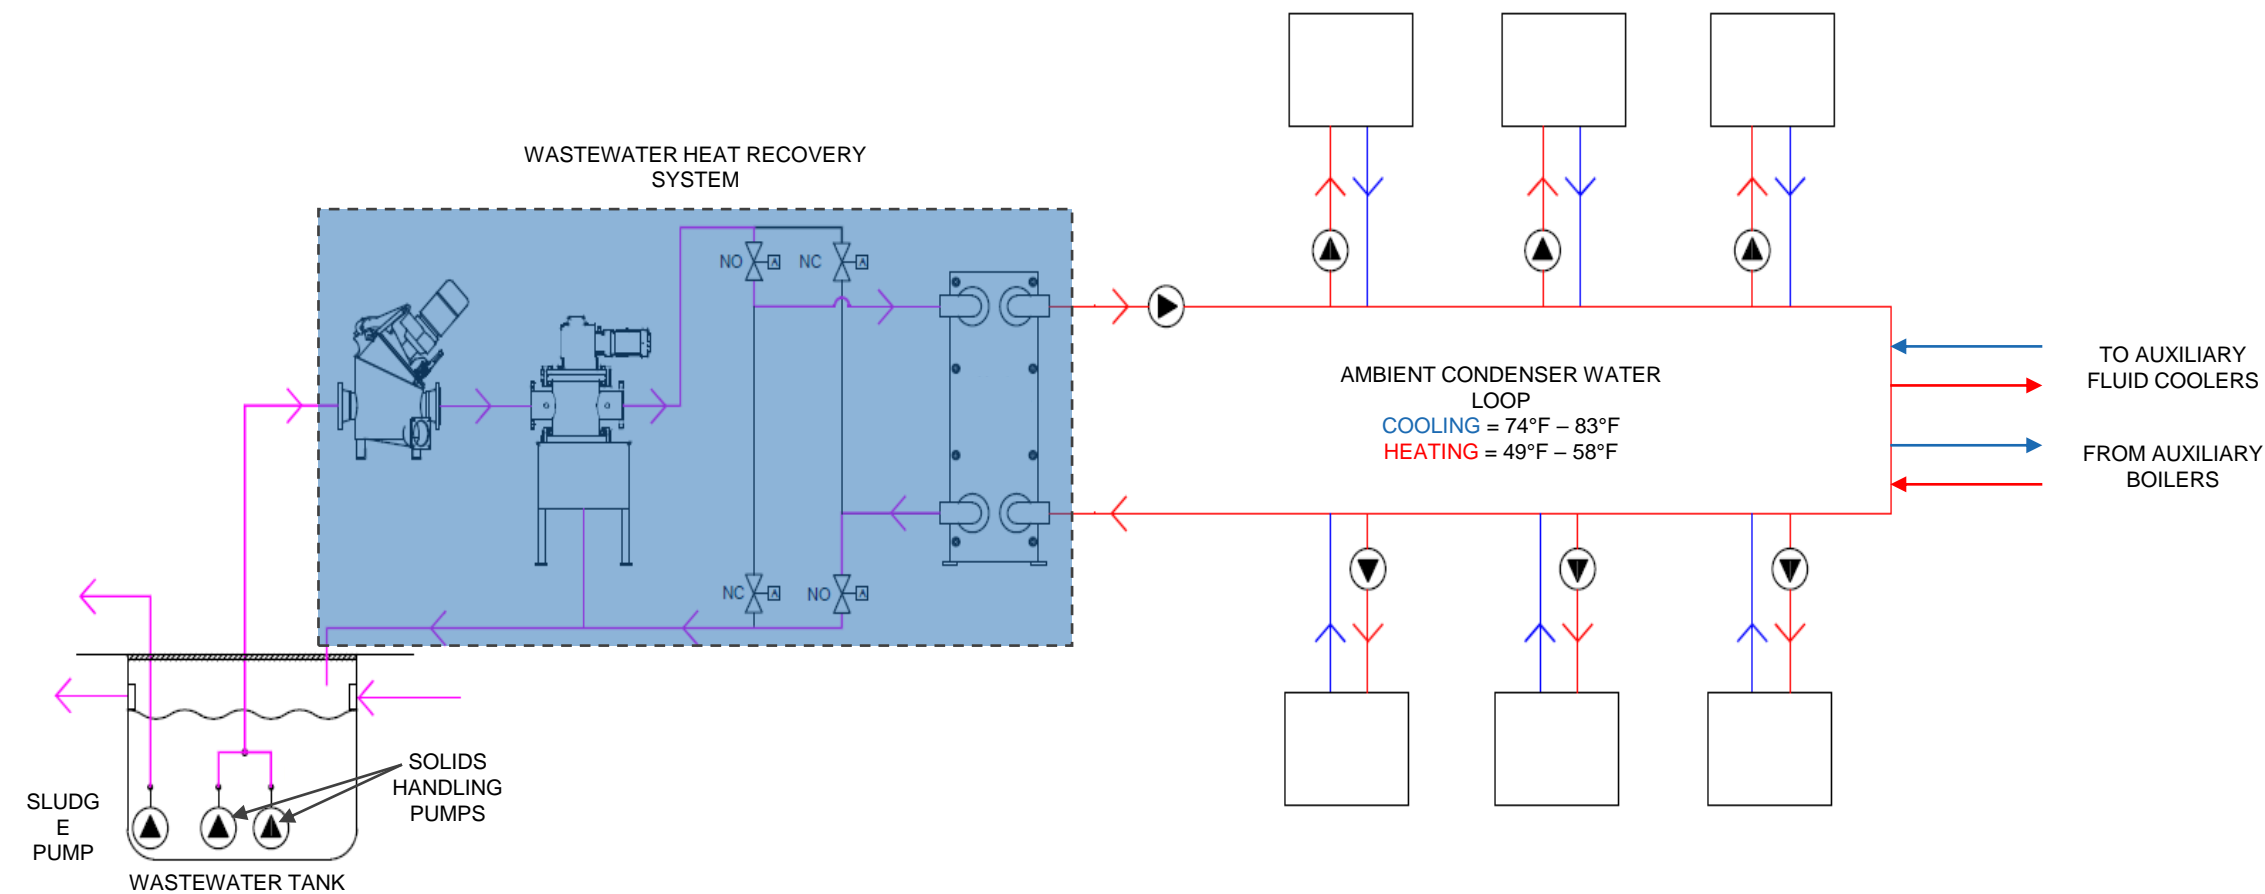 WASTEWATER HEAT RECOVERY
SYSTEM
NO
A
NC
A
AMBIENT CONDENSER WATER
LOOP
COOLING = 74°F – 83°F
HEATING = 49°F – 58°F
TO AUXILIARY
FLUID COOLERS
FROM AUXILIARY
BOILERS
NC
A
NO
A
SOLIDS
HANDLING
PUMPS
SLUDG
E
PUMP
WASTEWATER TANK